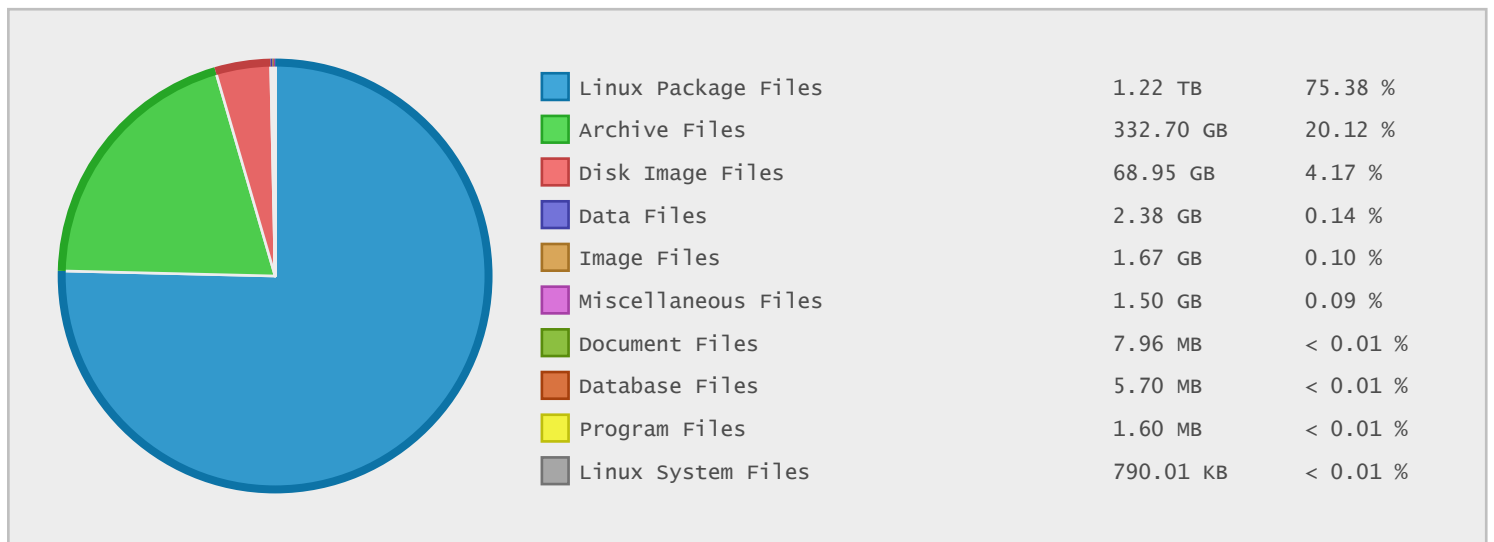 Linux Package Files 1.22 TB 75.38 %
Archive Files 332.70 GB 20.12 %
Disk Image Files 68.95 GB 4.17 %
Data Files 2.38 GB 0.14 %
Image Files 1.67 GB 0.10 %
Miscellaneous Files 1.50 GB 0.09 %
Document Files 7.96 MB < 0.01 %
Database Files 5.70 MB < 0.01 %
Program Files 1.60 MB < 0.01 %
Linux System Files 790.01 KB < 0.01 %